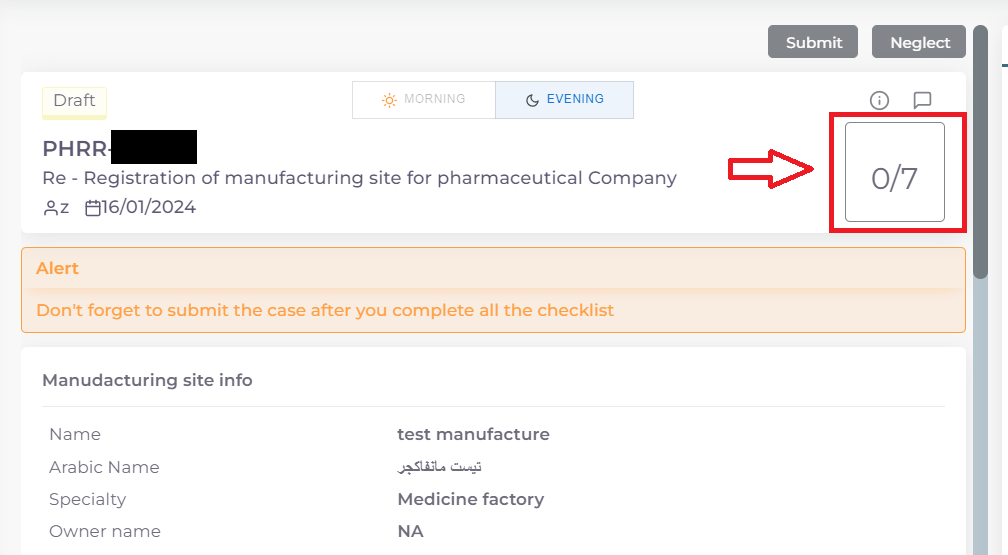 Submit Neglect
Draft MORNING EVENING
PHRR-
Re - Registration of manufacturing site for pharmaceutical Company
z 16/01/2024
0/7
Alert
Don't forget to submit the case after you complete all the checklist
Manudacturing site info
Name test manufacture
Arabic Name تيست مانفاكجر
Specialty Medicine factory
Owner name NA